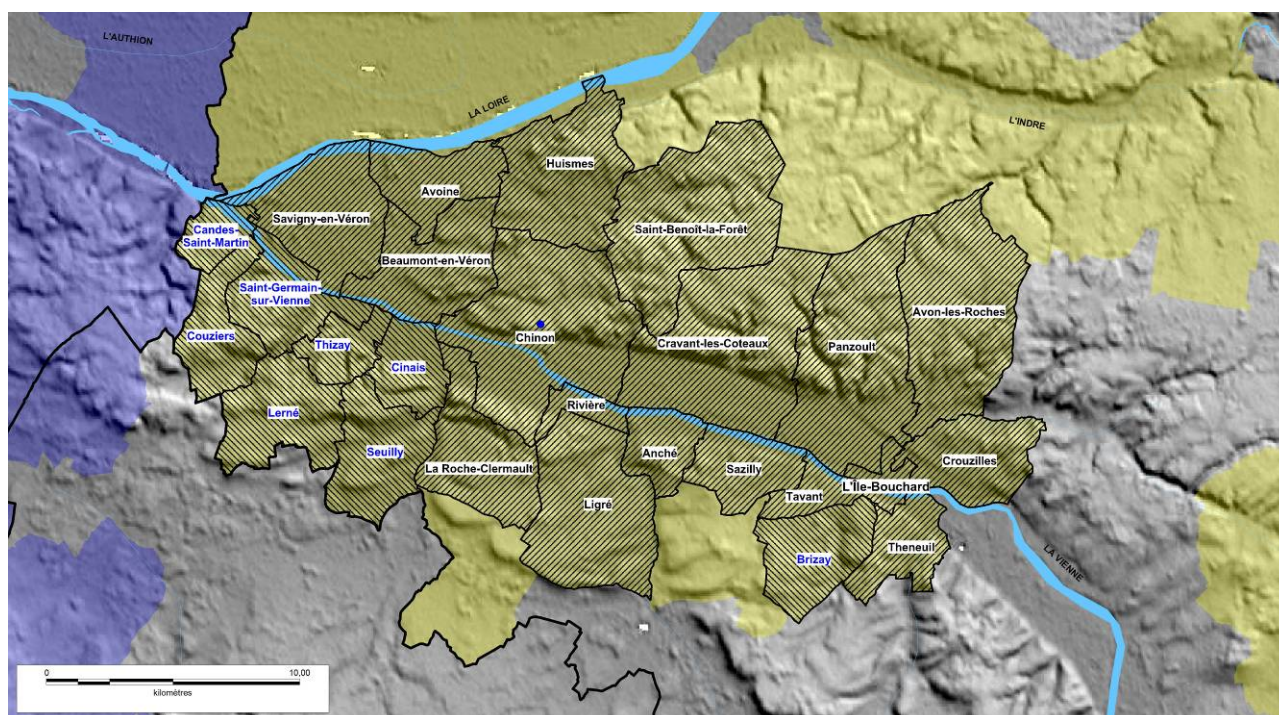 L'AUTHION
LA LOIRE
L'INDRE
Huismes
Avoine
Savigny-en-Véron
Saint-Benoît-la-Forêt
Candes-
Saint-Martin
Beaumont-en-Véron
Saint-Germain-
sur-Vienne
Avon-les-Roches
Couziers
Thizay
Chinon
Cravant-les-Coteaux
Panzoult
Cinais
Rivière
Lerné
Seuilly
La Roche-Clermault
Anché
Sazilly
Crouzilles
L'Île-Bouchard
Tavant
Ligré
Brizay
Theneuil
LA VIENNE
0
10,00
kilomètres